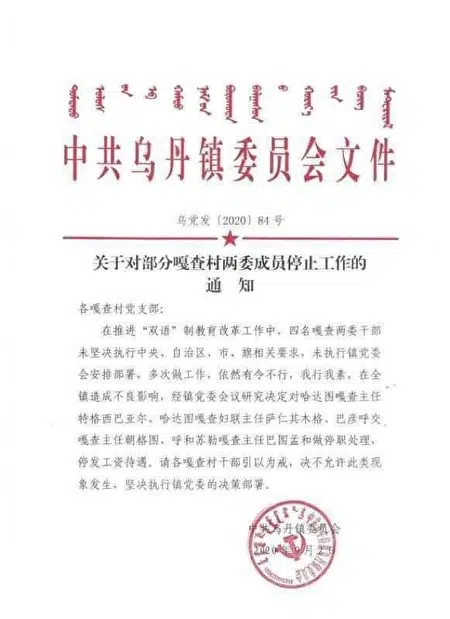 中共乌丹镇委员会文件
乌党发〔2020〕84号
关于对部分嘎查村两委成员停止工作的
通 知
各嘎查村党支部:
在推进“双语”制教育改革工作中，四名嘎查两委干部
未坚决执行中央、自治区，市、旗相关要求，未执行镇党委
会安排部署，多次做工作，依然有令不行，我行我素，在全
镇造成不良影响，经镇党委会议研究决定对哈达图嘎查主任
特格西巴亚尔、哈达图嘎查妇联主任萨仁其木格、巴彦呼交
嘎查主任朝格图、呼和苏勒嘎查主任巴图孟和做停职处理，
停发工资待遇。请各嘎查村干部引以为戒，决不允许此类现
象发生，坚决执行镇党委的决策部署。
中共乌丹镇委员会
2020年9月2日